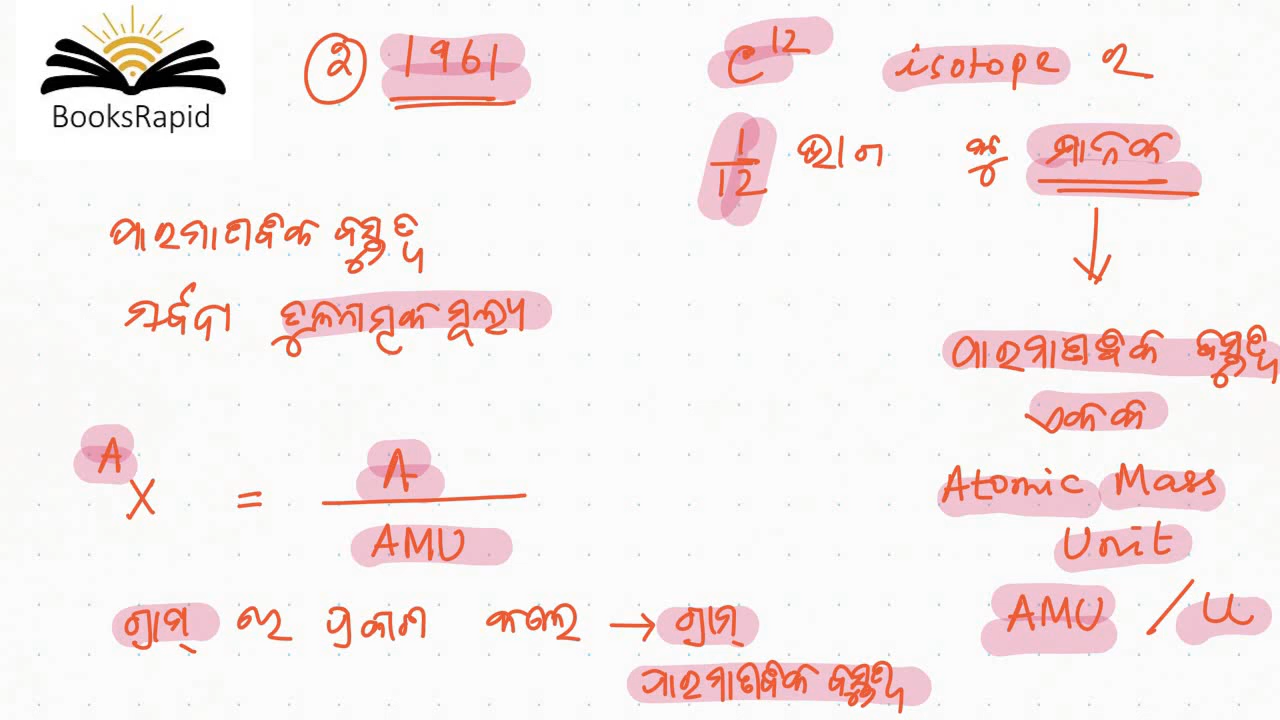 BooksRapid
② 1961
C¹² isotope ର
1/12 ଭାଗ କୁ ମାନକ
ପାରମାଣବିକ ବସ୍ତୁତ୍ୱ
ସର୍ବଦା ତୁଳନାତ୍ମକ ମୂଲ୍ୟ
ପାରମାଣବିକ ବସ୍ତୁତ୍ୱ
ଏକକ
Atomic Mass
Unit
AMU / u
ᴬX = A / AMU
ଗ୍ରାମ୍ ରେ ପ୍ରକାଶ କଲେ → ଗ୍ରାମ୍
ପାରମାଣବିକ ବସ୍ତୁତ୍ୱ